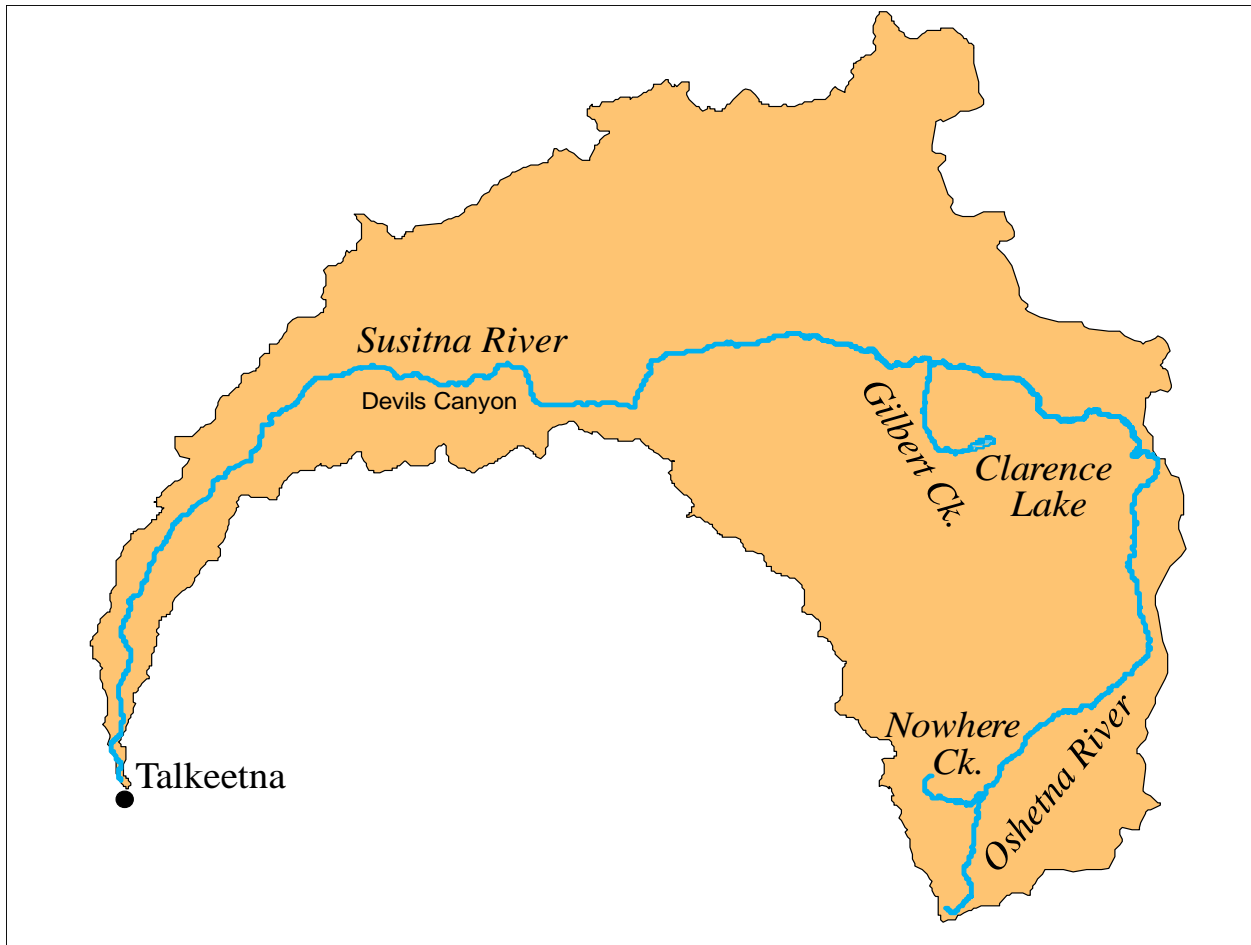 Susitna River
Devils Canyon
Gilbert Ck.
Clarence
Lake
Nowhere
Ck.
Oshetna River
Talkeetna